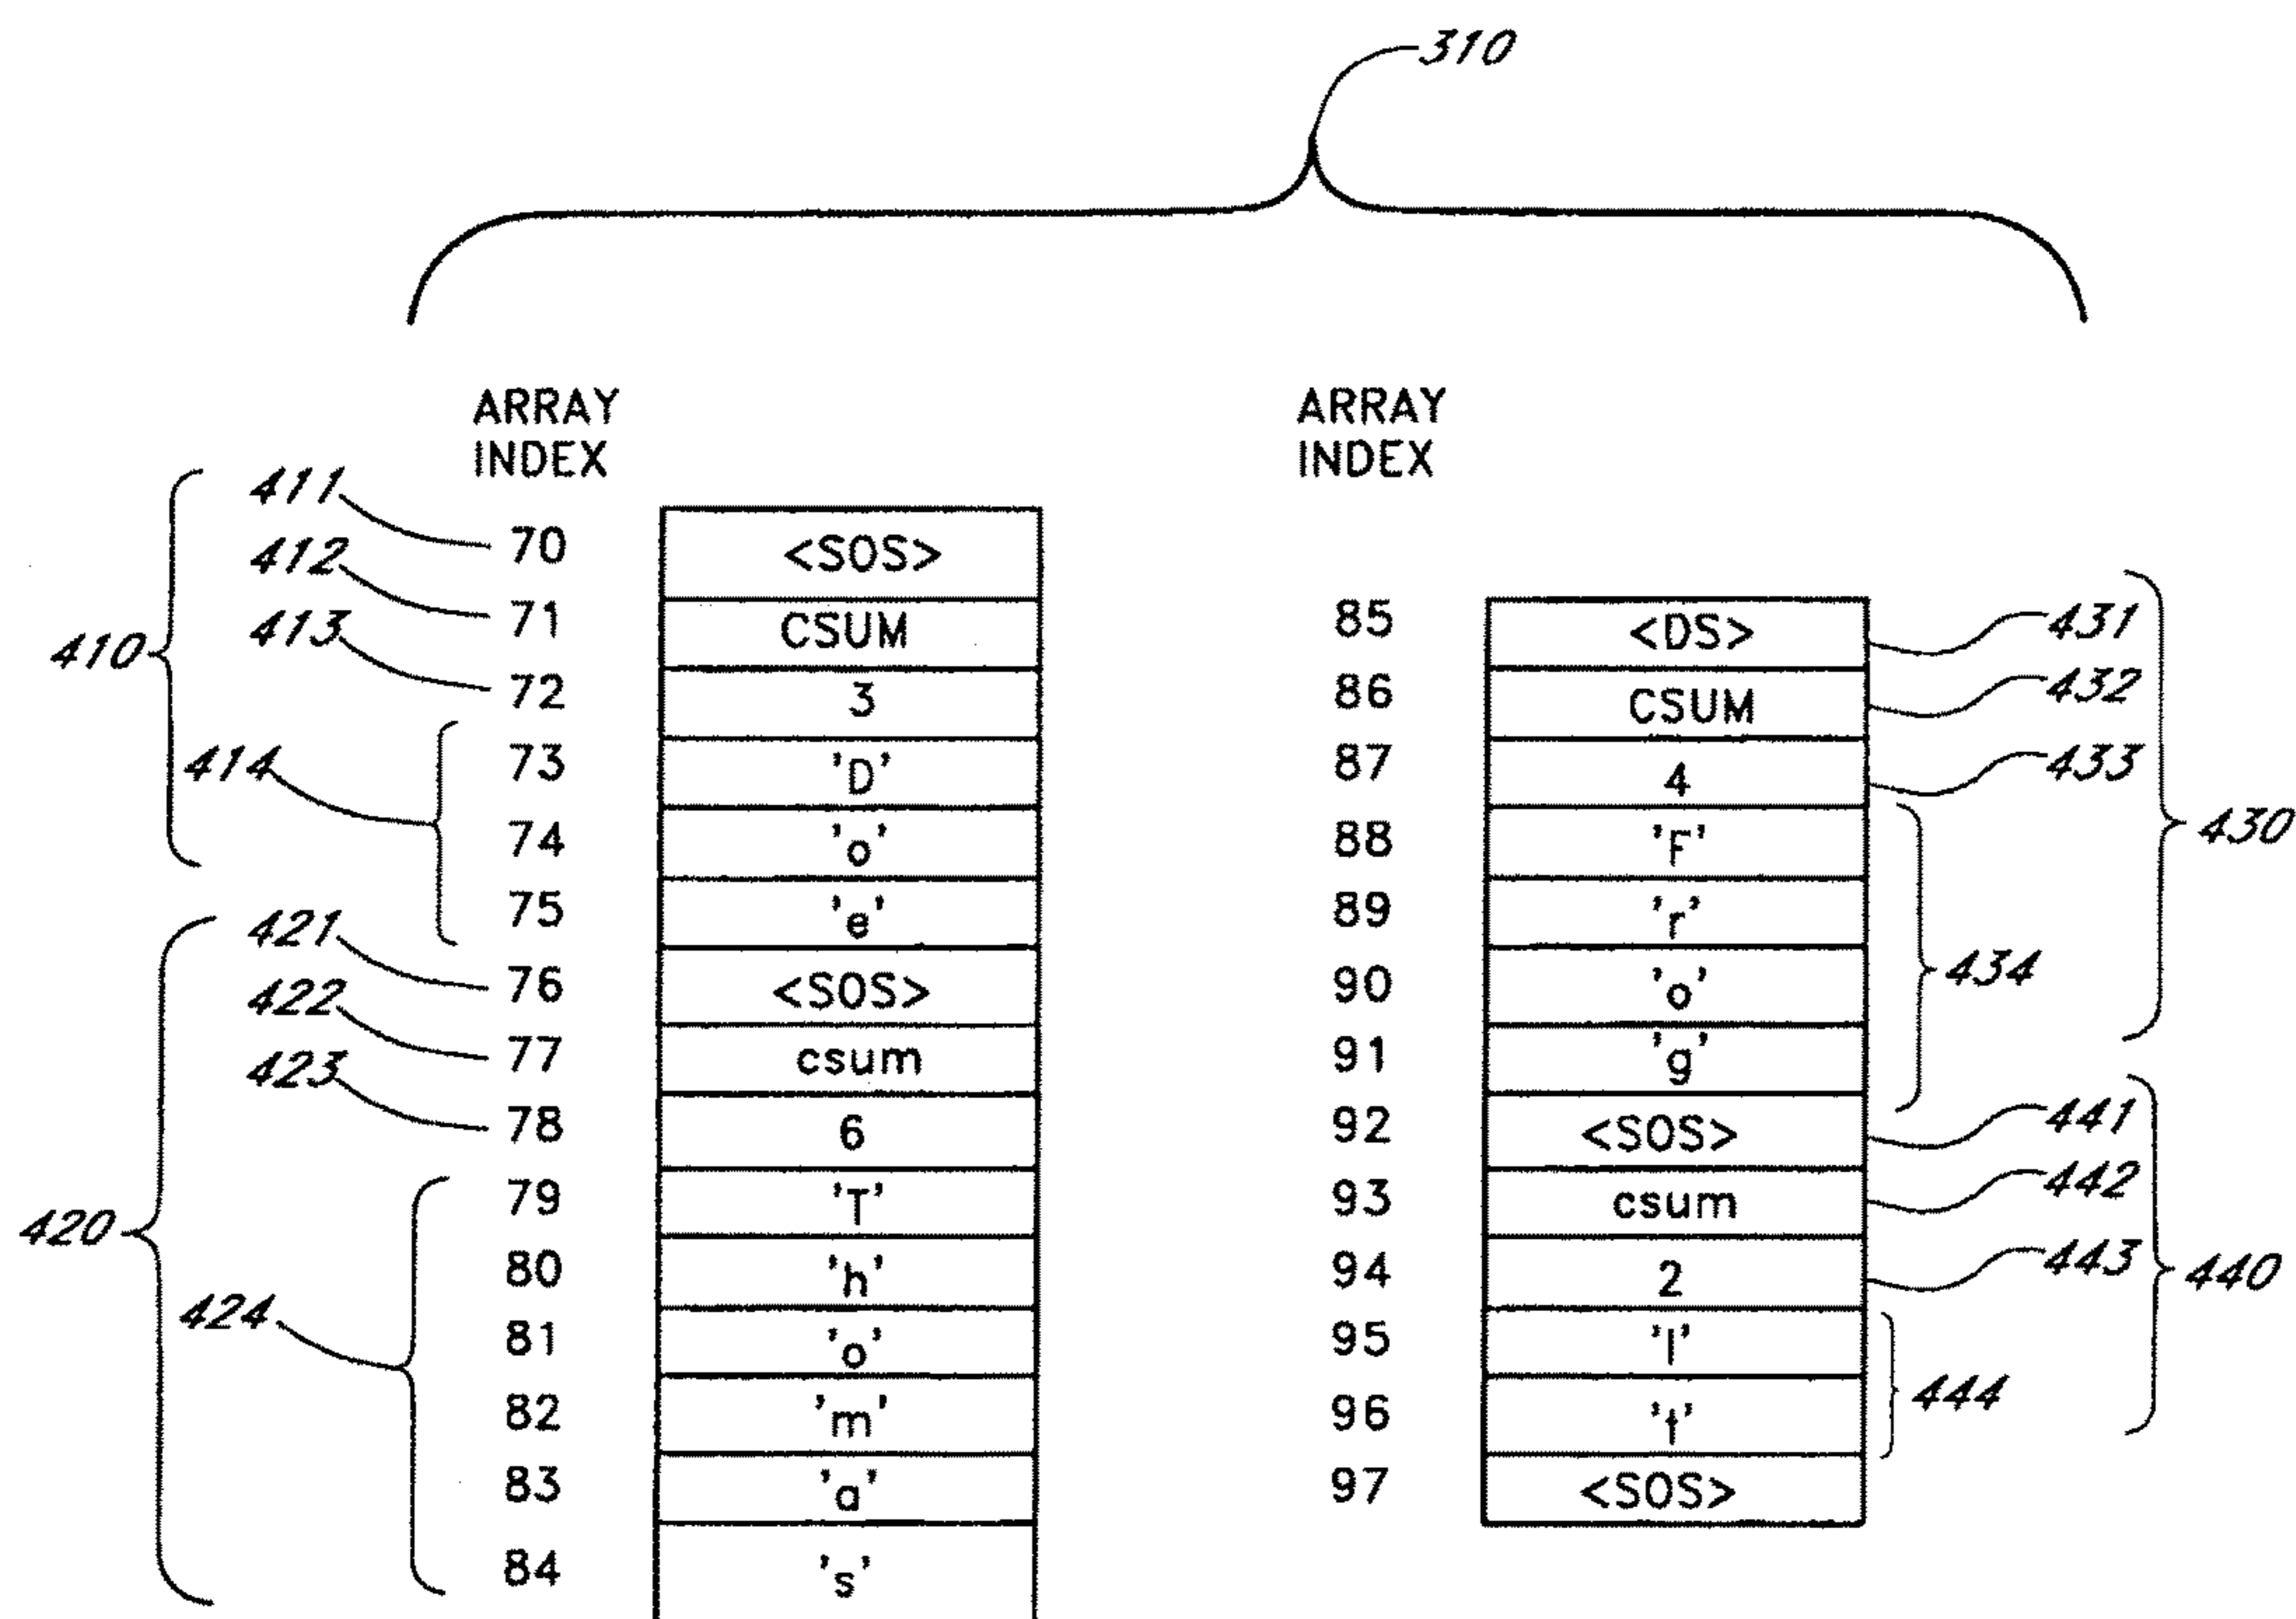 310
ARRAY INDEX
411 70 <SOS>
412 71 CSUM
413 72 3
410
414 73 'D'
74 'o'
75 'e'
421 76 <SOS>
422 77 csum
423 78 6
79 'T'
420
80 'h'
424 81 'o'
82 'm'
83 'a'
84 's'
ARRAY INDEX
85 <DS> 431
86 CSUM 432
87 4 433
88 'F' 430
89 'r'
90 'o' 434
91 'g'
92 <SOS> 441
93 csum 442
94 2 443
440
95 'l'
96 't' 444
97 <SOS>